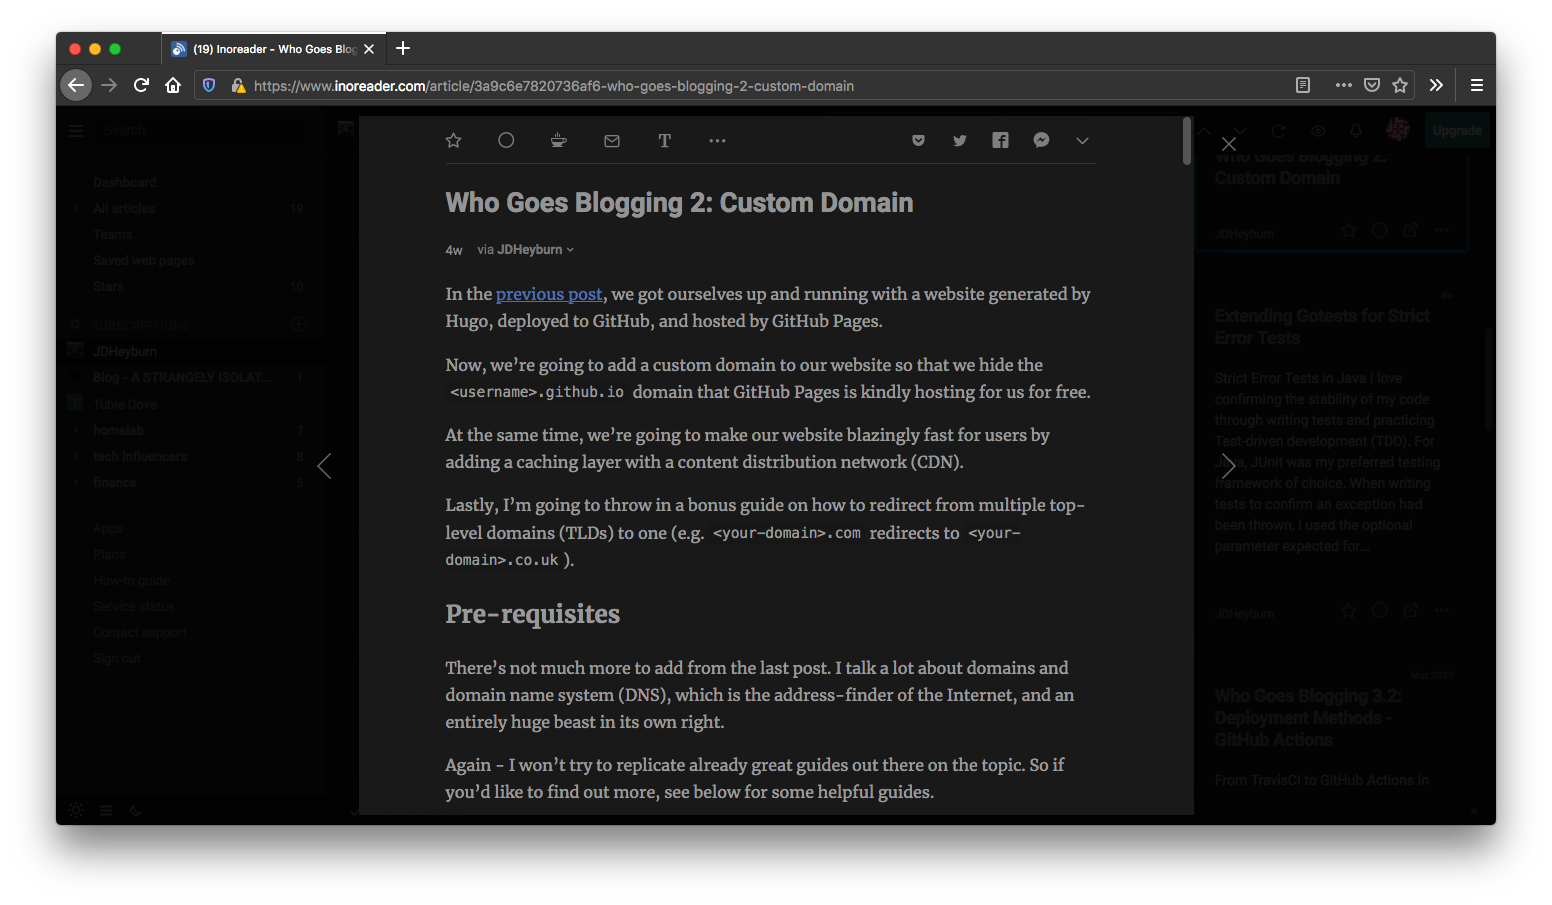 (19) Inoreader - Who Goes Blog
https://www.inoreader.com/article/3a9c6e7820736af6-who-goes-blogging-2-custom-domain
Search
Dashboard
All articles 19
Teams
Saved web pages
Stars 10
SUBSCRIPTIONS
JDHeyburn
Blog - A STRANGELY ISOLAT... 1
Tubie Dove
homelab 7
tech influencers 8
finance 5
Apps
Plans
How-to guide
Service status
Contact support
Sign out
T
Who Goes Blogging 2: Custom Domain
4w via JDHeyburn
In the previous post, we got ourselves up and running with a website generated by
Hugo, deployed to GitHub, and hosted by GitHub Pages.
Now, we’re going to add a custom domain to our website so that we hide the
<username>.github.io domain that GitHub Pages is kindly hosting for us for free.
At the same time, we’re going to make our website blazingly fast for users by
adding a caching layer with a content distribution network (CDN).
Lastly, I’m going to throw in a bonus guide on how to redirect from multiple top-
level domains (TLDs) to one (e.g. <your-domain>.com redirects to <your-
domain>.co.uk ).
Pre-requisites
There’s not much more to add from the last post. I talk a lot about domains and
domain name system (DNS), which is the address-finder of the Internet, and an
entirely huge beast in its own right.
Again - I won’t try to replicate already great guides out there on the topic. So if
you’d like to find out more, see below for some helpful guides.
Upgrade
Who Goes Blogging 2:
Custom Domain
JDHeyburn
4w
Extending Gotests for Strict
Error Tests
Strict Error Tests in Java I love
confirming the stability of my code
through writing tests and practicing
Test-driven development (TDD). For
Java, JUnit was my preferred testing
framework of choice. When writing
tests to confirm an exception had
been thrown, I used the optional
parameter expected for...
JDHeyburn
Mar 2020
Who Goes Blogging 3.2:
Deployment Methods -
GitHub Actions
From TravisCI to GitHub Actions In